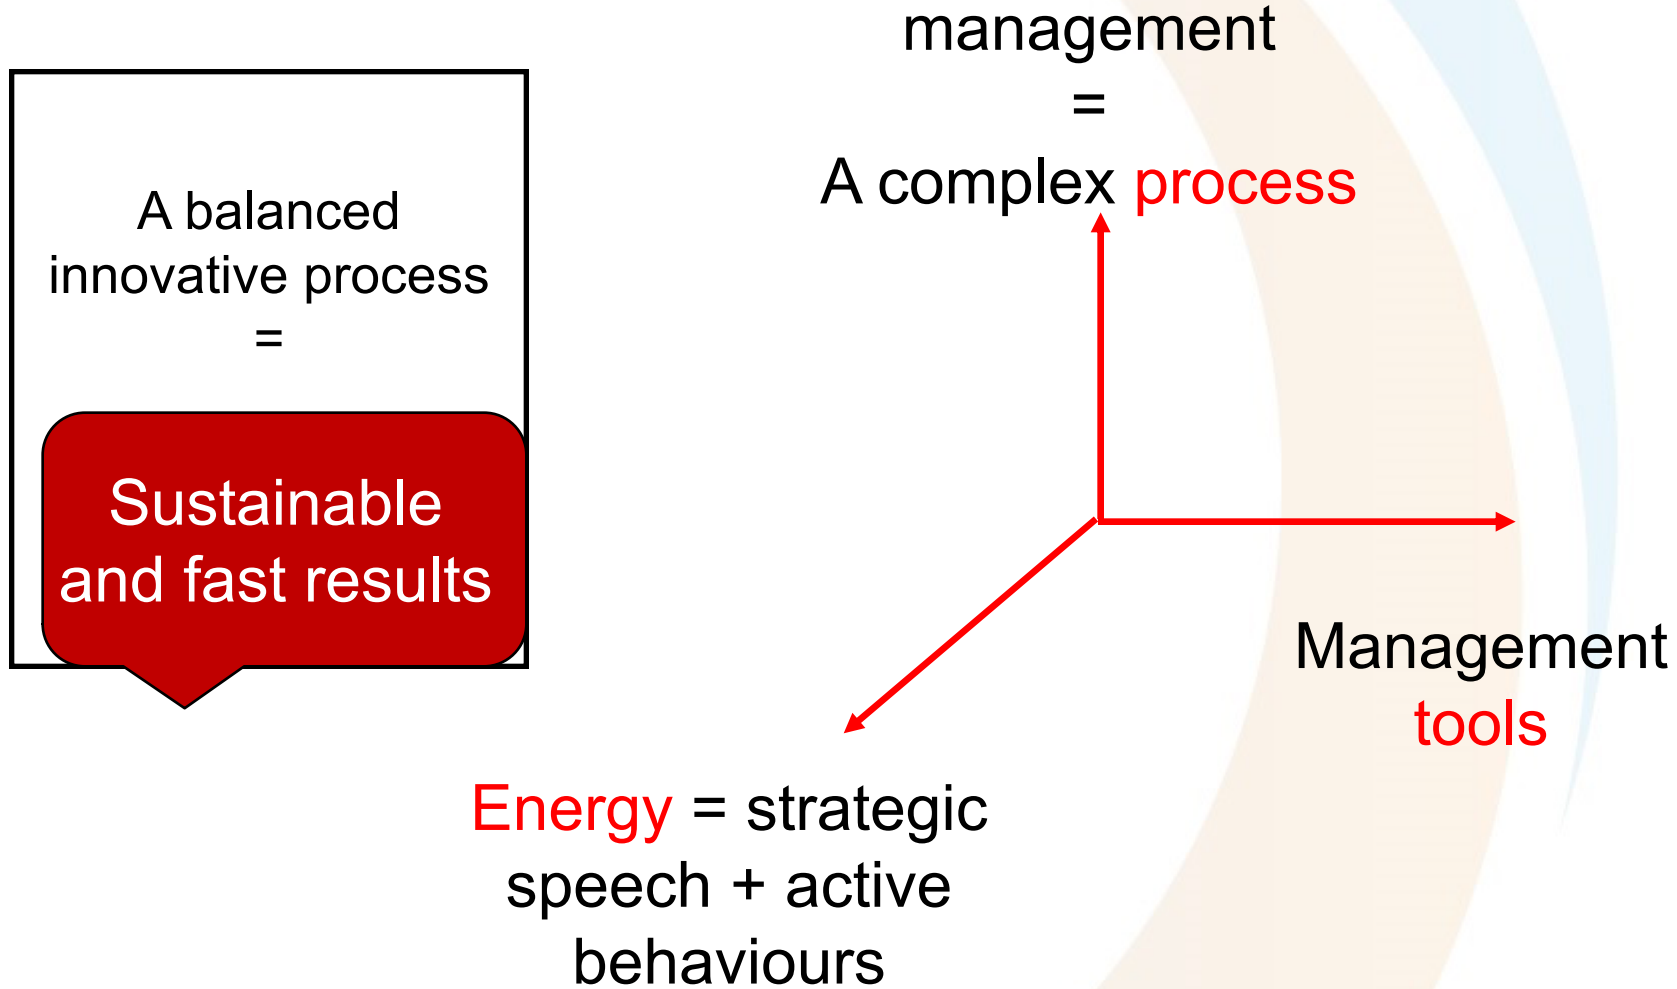 management
=
A complex process
A balanced
innovative process
=
Sustainable
and fast results
Management
tools
Energy = strategic
speech + active
behaviours